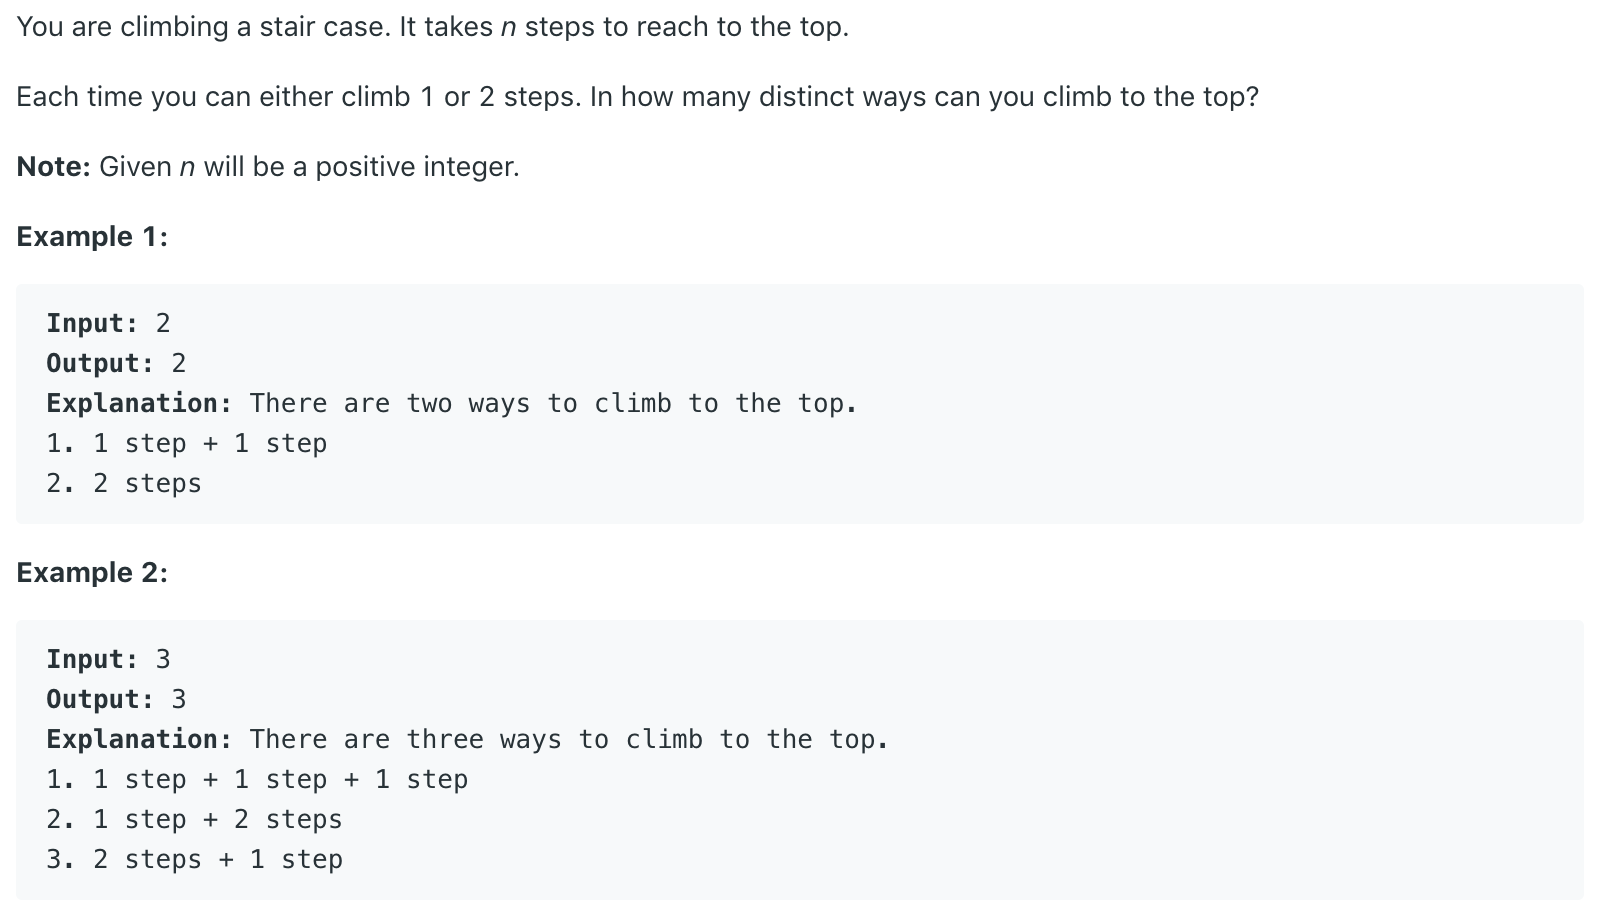 You are climbing a stair case. It takes n steps to reach to the top.
Each time you can either climb 1 or 2 steps. In how many distinct ways can you climb to the top?
Note: Given n will be a positive integer.
Example 1:
Input: 2
Output: 2
Explanation: There are two ways to climb to the top.
1. 1 step + 1 step
2. 2 steps
Example 2:
Input: 3
Output: 3
Explanation: There are three ways to climb to the top.
1. 1 step + 1 step + 1 step
2. 1 step + 2 steps
3. 2 steps + 1 step